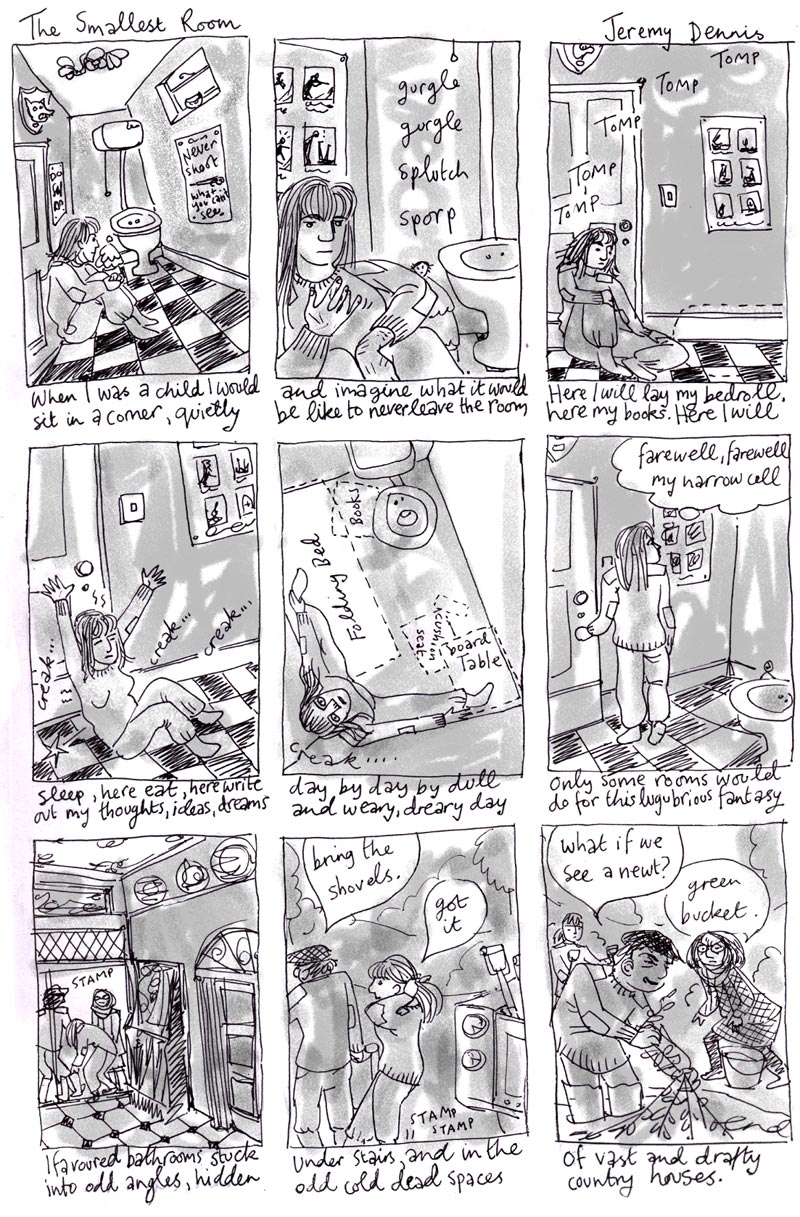 The Smallest Room
Jeremy Dennis
Never
shoot
what
you can't
see
When I was a child I would
sit in a corner, quietly
gurgle
gurgle
splutch
sporp
and imagine what it would
be like to never leave the room
TOMP
TOMP
TOMP
TOMP
TOMP
Here I will lay my bedroll,
here my books. Here I will
creak...
creak...
creak...
sleep, here eat, here write
out my thoughts, ideas, dreams
Books
Folding Bed
cushion
seat
board
Table
creak....
day by day by dull
and weary, dreary day
farewell, farewell
my narrow cell
Only some rooms would
do for this lugubrious fantasy
STAMP
I favoured bathrooms stuck
into odd angles, hidden
bring the
shovels.
got
it
STAMP
STAMP
Under stairs, and in the
odd cold dead spaces
what if we
see a newt?
green
bucket.
end
Of vast and drafty
country houses.